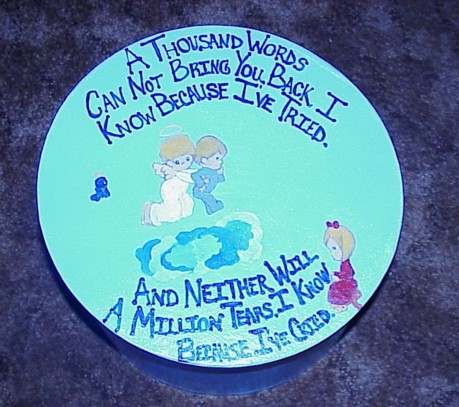 A THOUSAND WORDS
CAN NOT BRING YOU BACK I
KNOW BECAUSE I'VE TRIED.
AND NEITHER WILL
A MILLION TEARS. I KNOW
BECAUSE I'VE CRIED.